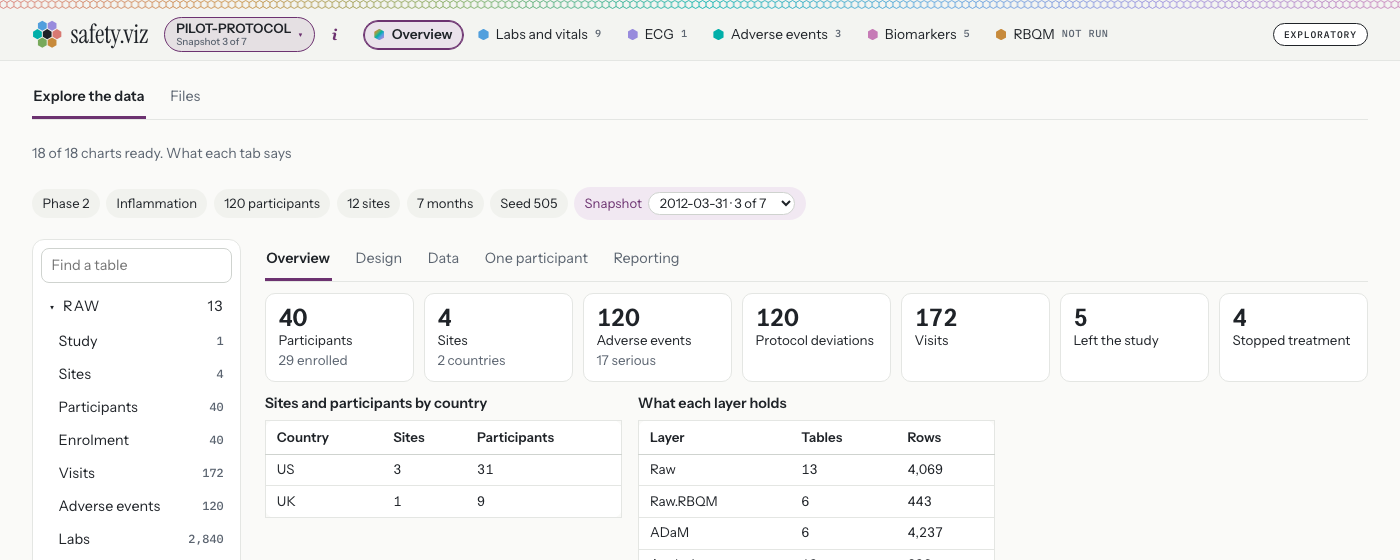 safety.viz
PILOT-PROTOCOL
Snapshot 3 of 7
i
Overview
Labs and vitals 9
ECG 1
Adverse events 3
Biomarkers 5
RBQM NOT RUN
EXPLORATORY
Explore the data
Files
18 of 18 charts ready. What each tab says
Phase 2
Inflammation
120 participants
12 sites
7 months
Seed 505
Snapshot 2012-03-31 · 3 of 7
Find a table
RAW 13
Study 1
Sites 4
Participants 40
Enrolment 40
Visits 172
Adverse events 120
Labs 2,840
Overview
Design
Data
One participant
Reporting
40
Participants
29 enrolled
4
Sites
2 countries
120
Adverse events
17 serious
120
Protocol deviations
172
Visits
5
Left the study
4
Stopped treatment
Sites and participants by country
Country Sites Participants
US 3 31
UK 1 9
What each layer holds
Layer Tables Rows
Raw 13 4,069
Raw.RBQM 6 443
ADaM 6 4,237